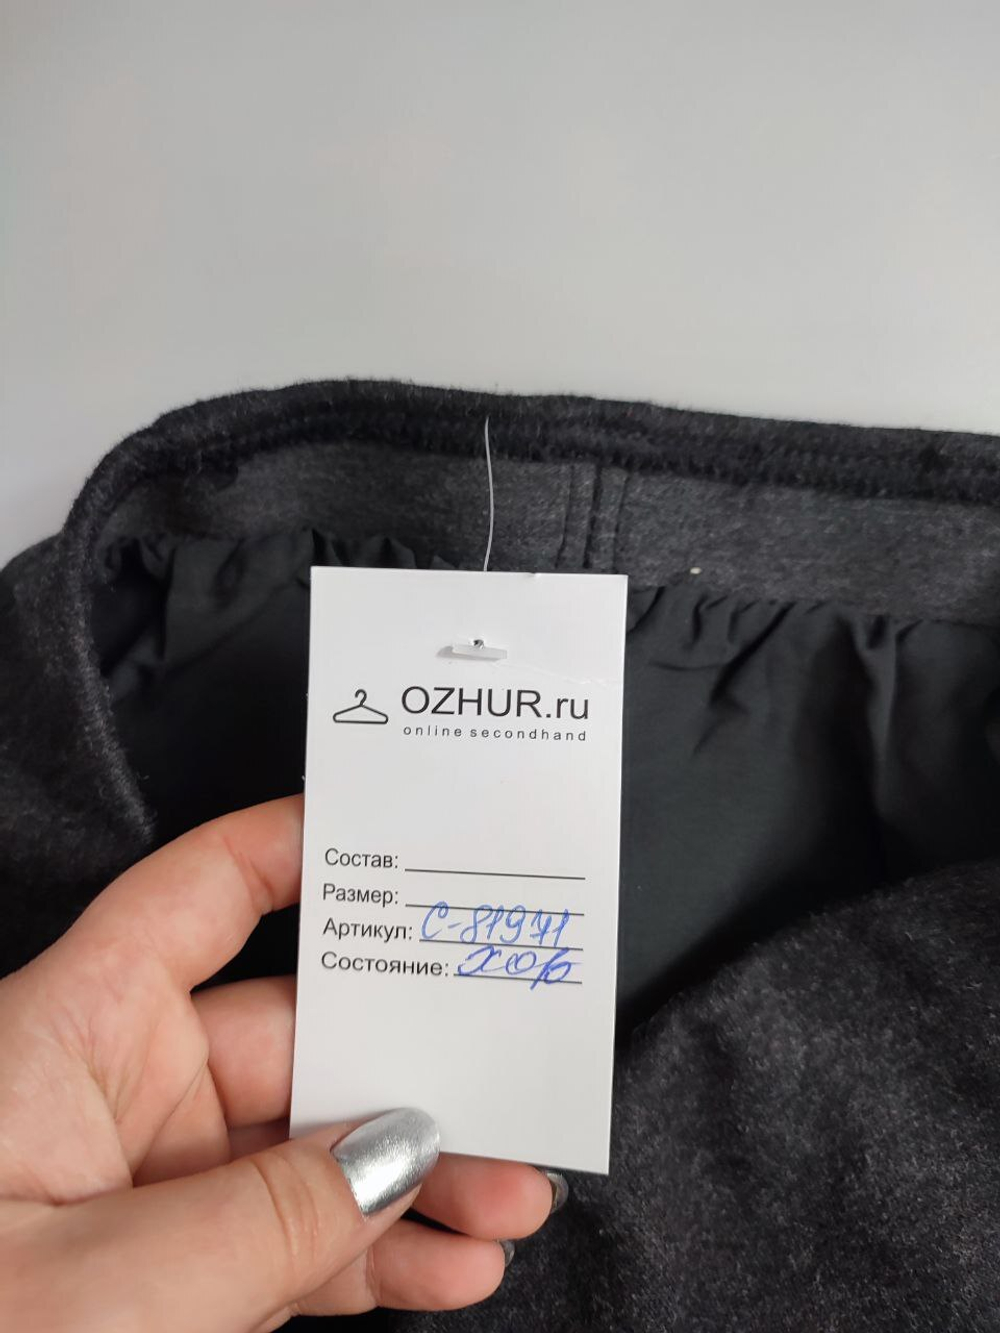 OZHUR.ru
online secondhand
Состав:
Размер:
Артикул: С-81971
Состояние: